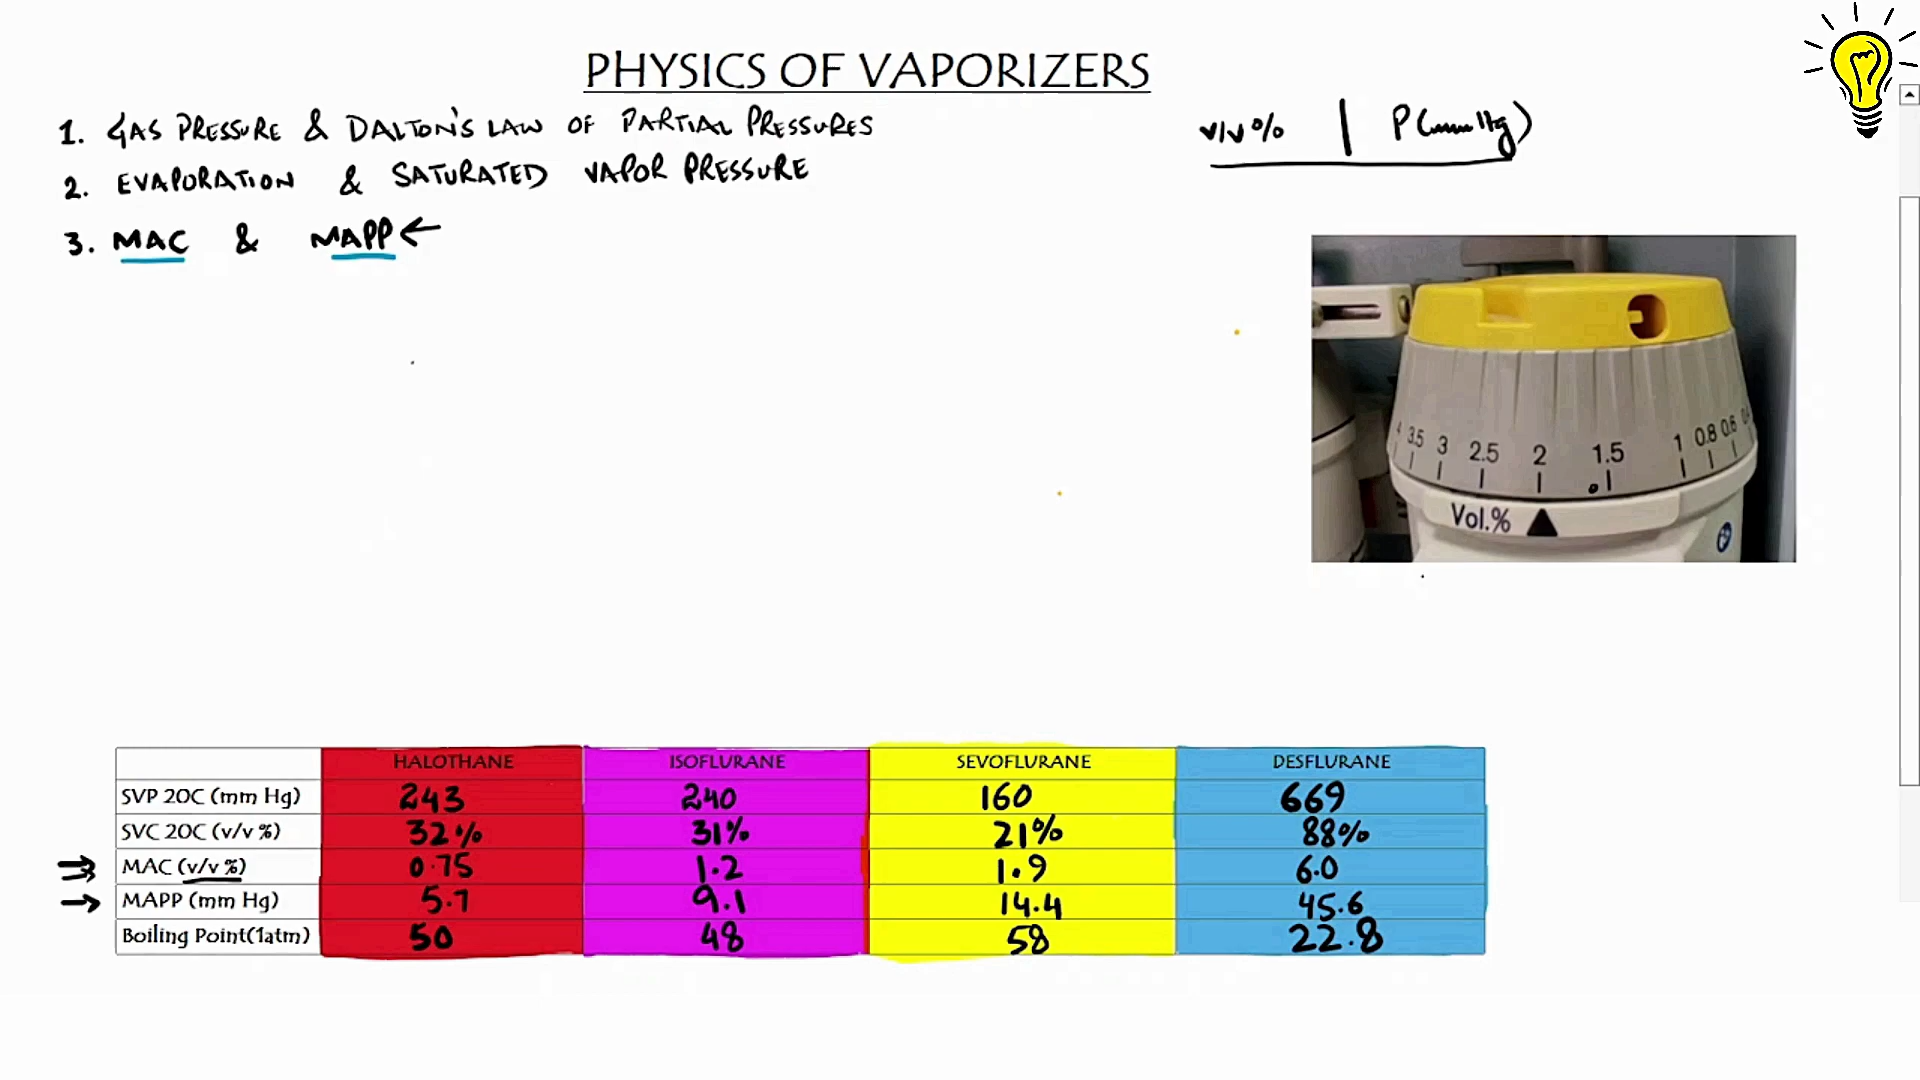 PHYSICS OF VAPORIZERS
1. GAS PRESSURE & DALTON'S LAW OF PARTIAL PRESSURES
v/v% | P(mmHg)
2. EVAPORATION & SATURATED VAPOR PRESSURE
3. MAC & MAPP ←
4 3.5 3 2.5 2 1.5 1 0.8 0.6
Vol.%
HALOTHANE ISOFLURANE SEVOFLURANE DESFLURANE
SVP 20C (mm Hg) 243 240 160 669
SVC 20C (v/v %) 32% 31% 21% 88%
MAC (v/v %) 0.75 1.2 1.9 6.0
MAPP (mm Hg) 5.7 9.1 14.4 45.6
Boiling Point(1atm) 50 48 58 22.8